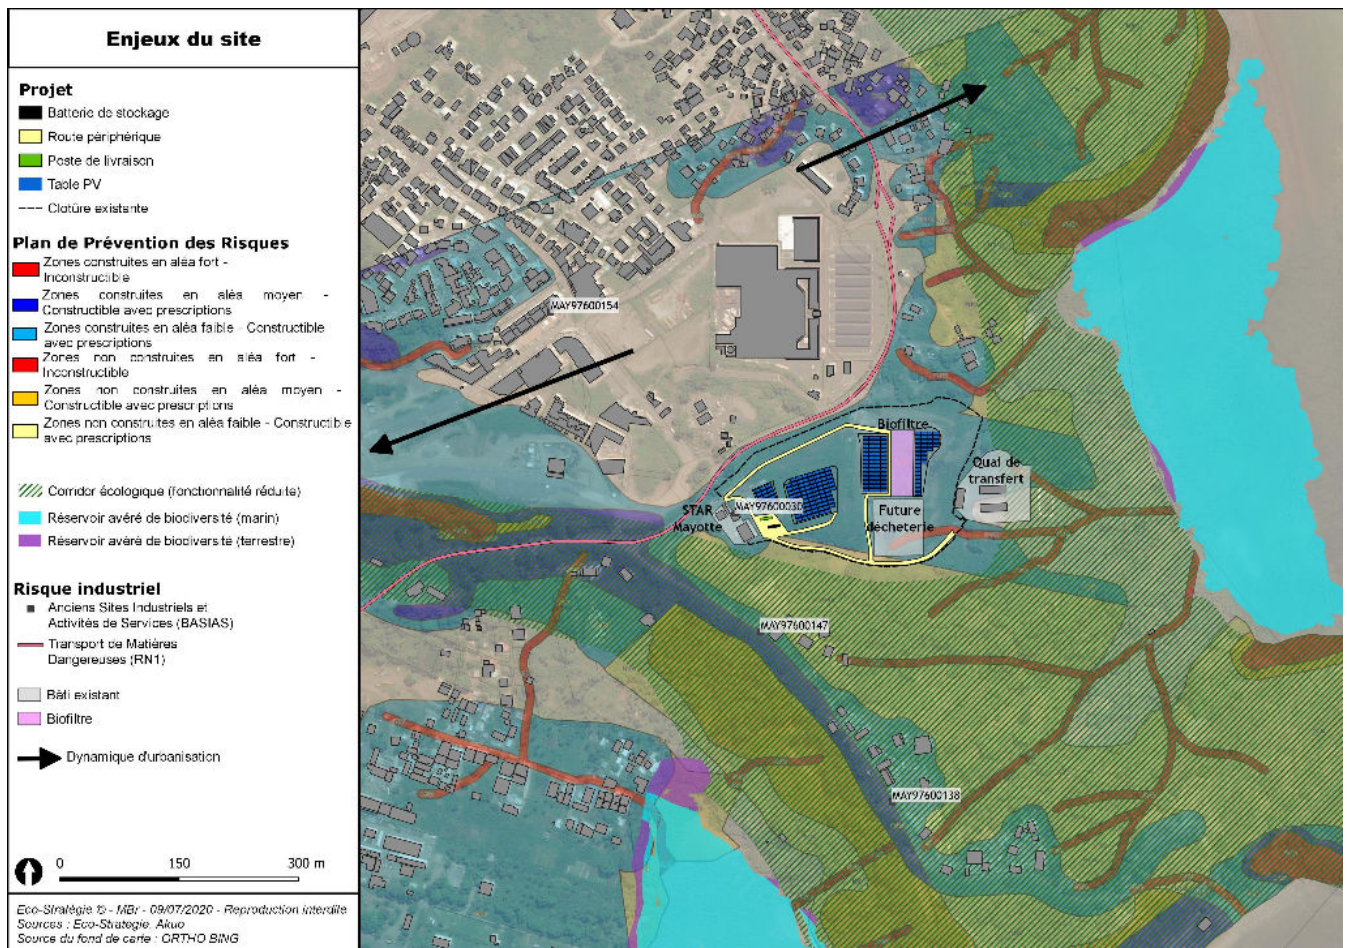 Enjeux du site
Projet
Batterie de stockage
Route périphérique
Poste de livraison
Table PV
Clotûre existante
Plan de Prévention des Risques
Zones construites en aléa fort -
Inconstructible
Zones construites en aléa moyen -
Constructible avec prescriptions
Zones construites en aléa faible - Constructible
avec prescriptions
Zones non construites en aléa fort -
Inconstructible
Zones non construites en aléa moyen -
Constructible avec prescriptions
Zones non construites en aléa faible - Constructible
avec prescriptions
Corridor écologique (fonctionnalité réduite)
Réservoir avéré de biodiversité (marin)
Réservoir avéré de biodiversité (terrestre)
Risque industriel
Anciens Sites Industriels et
Activités de Services (BASIAS)
Transport de Matières
Dangereuses (RN1)
Bâti existant
Biofiltre
Dynamique d'urbanisation
0 150 300 m
Eco-Stratégie © - MBr - 09/07/2020 - Reproduction interdite
Sources : Eco-Stratégie, Akuo
Source du fond de carte : ORTHO BING
MAY97600154
Biofiltre
Quai de
transfert
MAY97600030
STAR
Mayotte
Future
décheterie
MAY97600147
MAY97600138